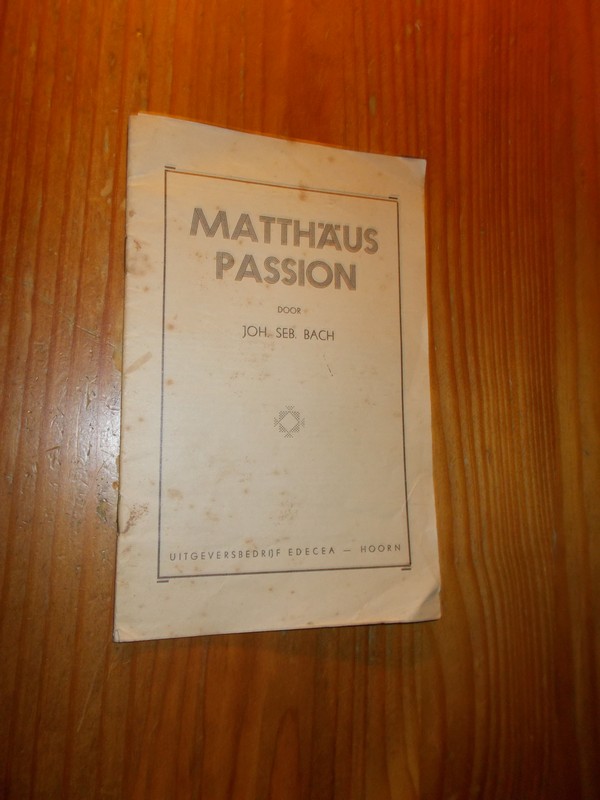 MATTHÄUS
PASSION
DOOR
JOH. SEB. BACH
UITGEVERSBEDRIJF EDECEA — HOORN